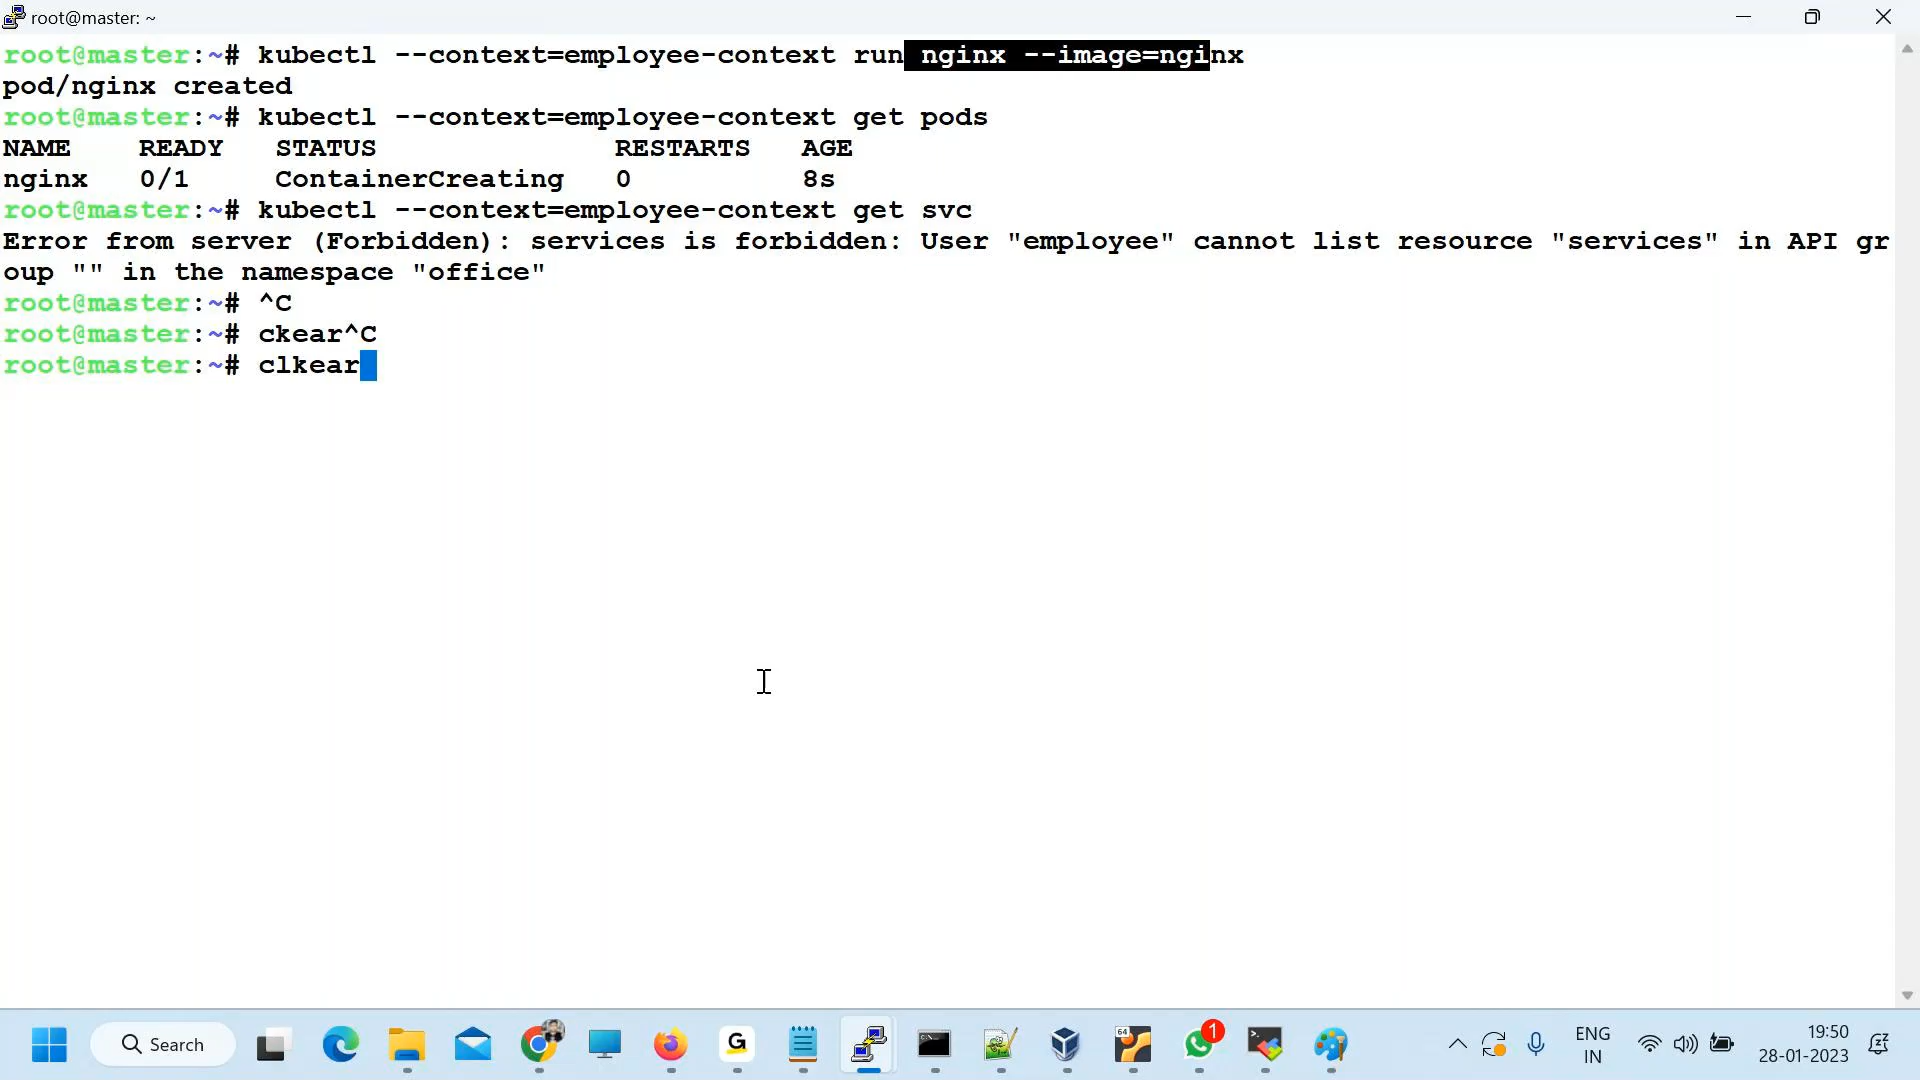 root@master: ~
root@master:~# kubectl --context=employee-context run nginx --image=nginx
pod/nginx created
root@master:~# kubectl --context=employee-context get pods
NAME    READY   STATUS              RESTARTS   AGE
nginx   0/1     ContainerCreating   0          8s
root@master:~# kubectl --context=employee-context get svc
Error from server (Forbidden): services is forbidden: User "employee" cannot list resource "services" in API gr
oup "" in the namespace "office"
root@master:~# ^C
root@master:~# ckear^C
root@master:~# clkear
Search
G
64
1
ENG
IN
19:50
28-01-2023